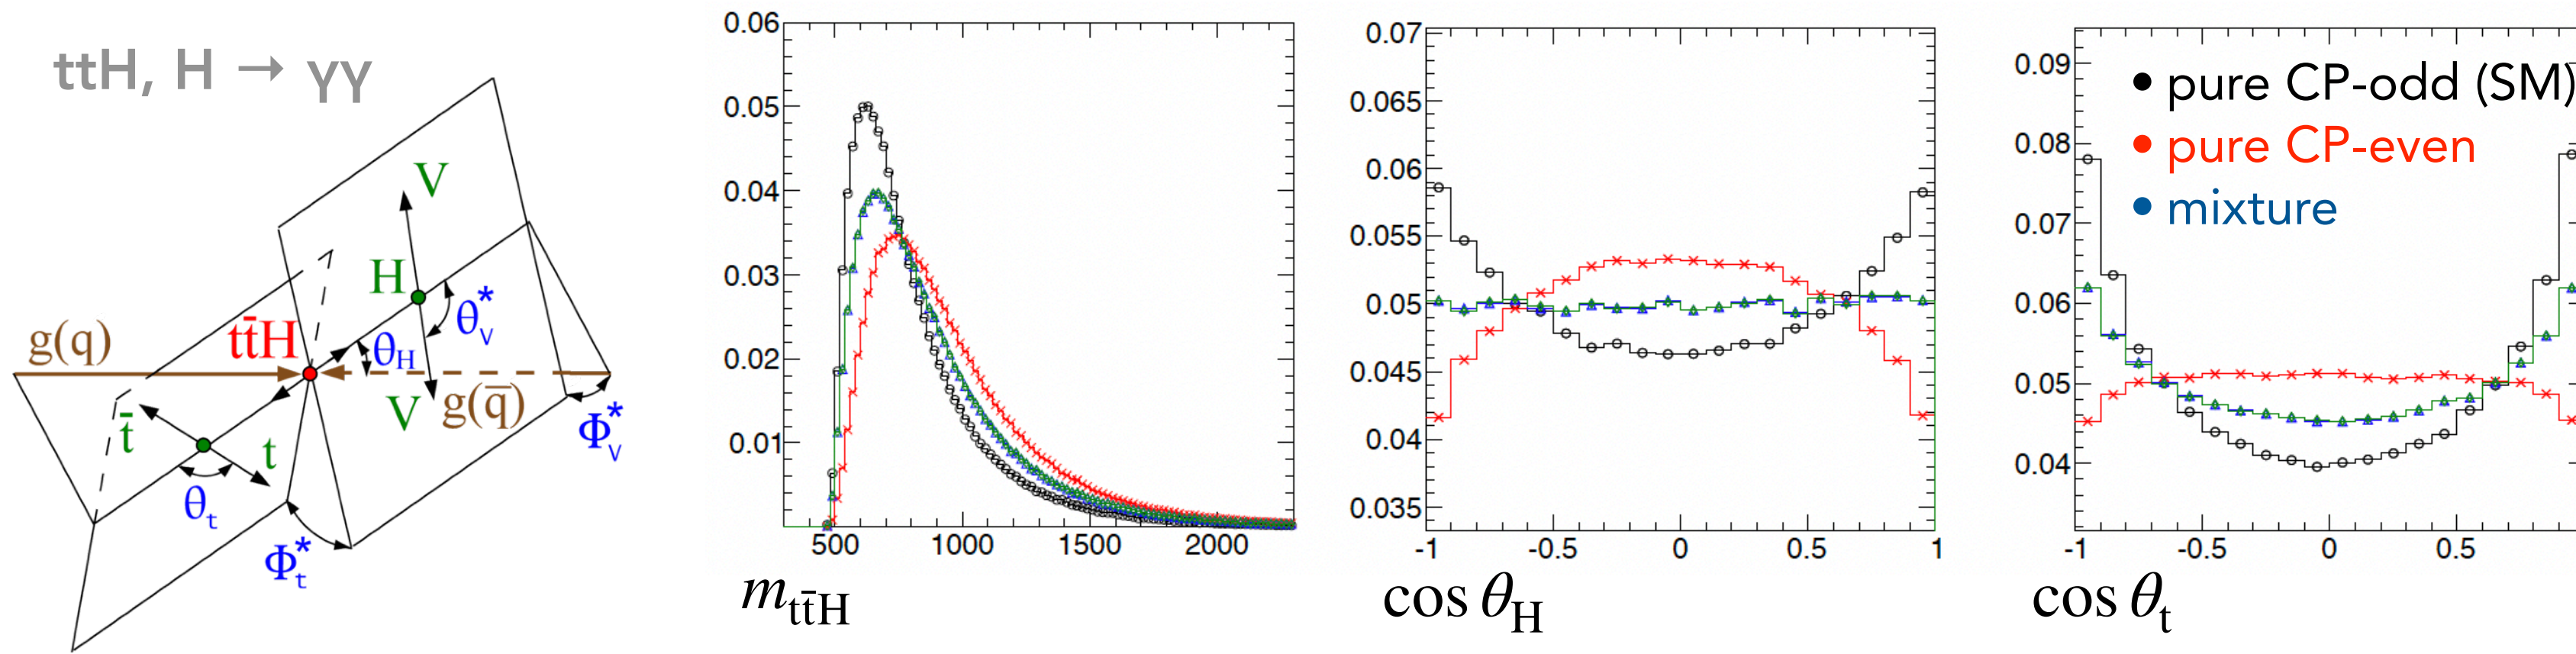 ttH, H → γγ
V
H
θ*V
tt̄H
θH
g(q)
g(q̄)
V
Φ*V
t̄
t
θt
Φ*t
0.06
0.05
0.04
0.03
0.02
0.01
500 1000 1500 2000
mtt̄H
0.07
0.065
0.06
0.055
0.05
0.045
0.04
0.035
-1 -0.5 0 0.5 1
cos θH
0.09
0.08
0.07
0.06
0.05
0.04
• pure CP-odd (SM)
• pure CP-even
• mixture
-1 -0.5 0 0.5
cos θt